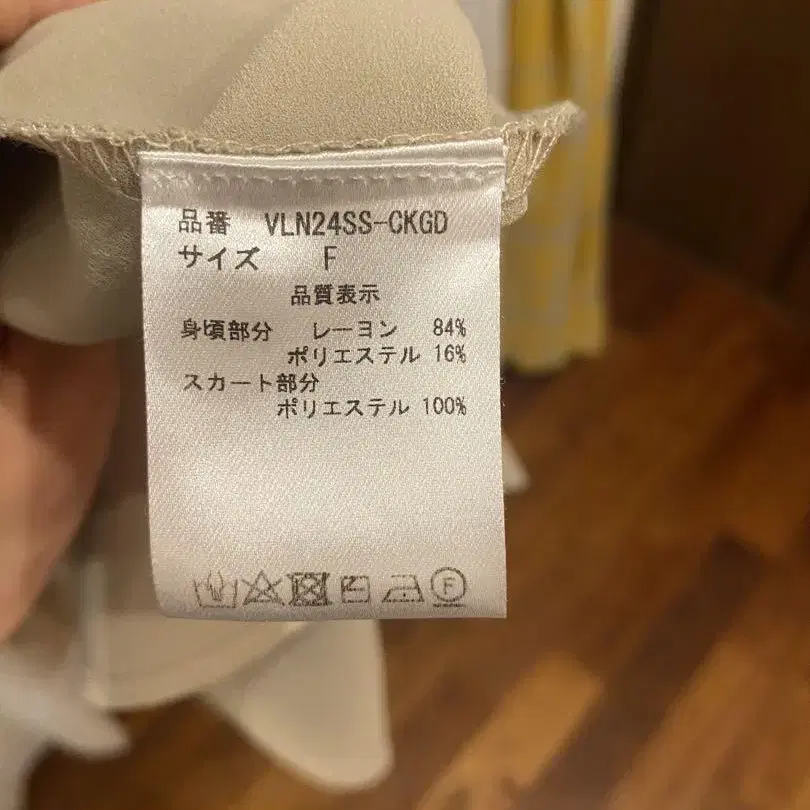 品番 VLN24SS-CKGD
サイズ F
品質表示
身頃部分 レーヨン 84%
ポリエステル 16%
スカート部分
ポリエステル 100%
F